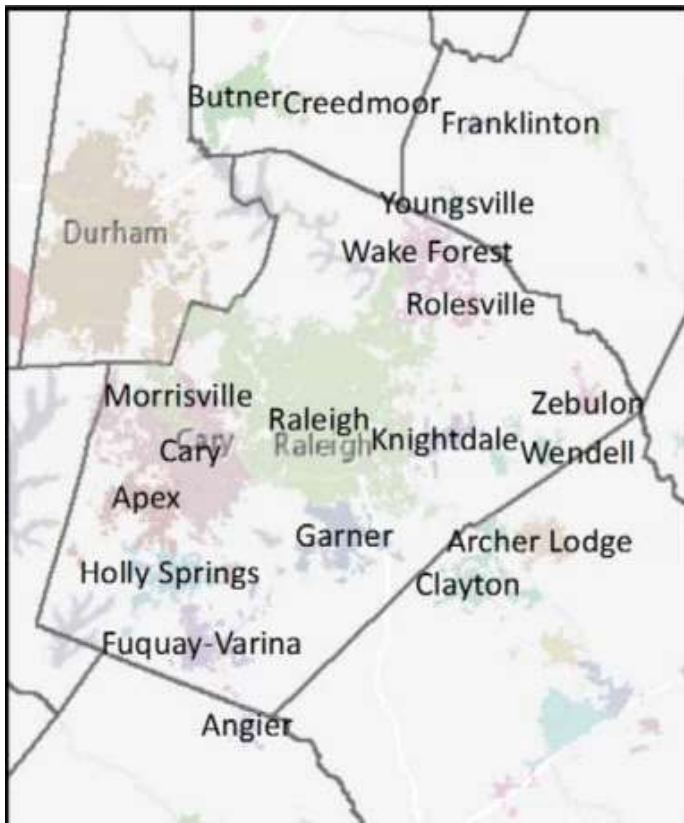 Butner
Creedmoor
Franklinton
Youngsville
Durham
Wake Forest
Rolesville
Morrisville
Zebulon
Raleigh
Cary
Raleigh
Knightdale
Cary
Wendell
Apex
Garner
Archer Lodge
Holly Springs
Clayton
Fuquay-Varina
Angier